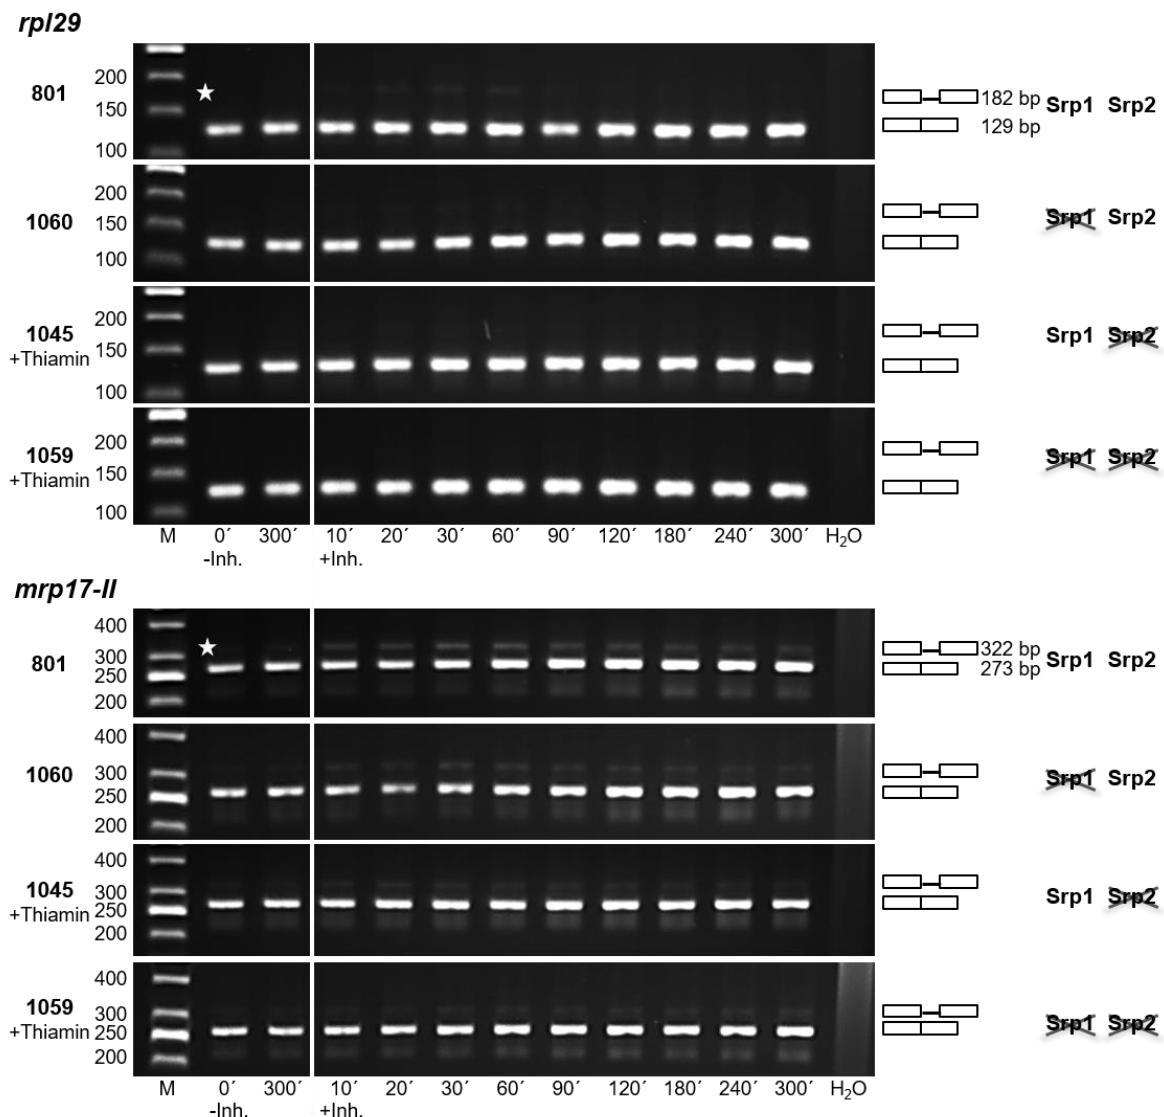 rpl29
801
200
150
100
182 bp
129 bp
Srp1 Srp2
1060
200
150
100
Srp1 Srp2
1045
+Thiamin
200
150
100
Srp1 Srp2
1059
+Thiamin
200
150
100
Srp1 Srp2
M 0´ 300´ 10´ 20´ 30´ 60´ 90´ 120´ 180´ 240´ 300´ H₂O
-Inh. +Inh.
mrp17-II
801
400
300
250
200
322 bp
273 bp
Srp1 Srp2
1060
400
300
250
200
Srp1 Srp2
1045
+Thiamin
400
300
250
200
Srp1 Srp2
1059
+Thiamin
400
300
250
200
Srp1 Srp2
M 0´ 300´ 10´ 20´ 30´ 60´ 90´ 120´ 180´ 240´ 300´ H₂O
-Inh. +Inh.